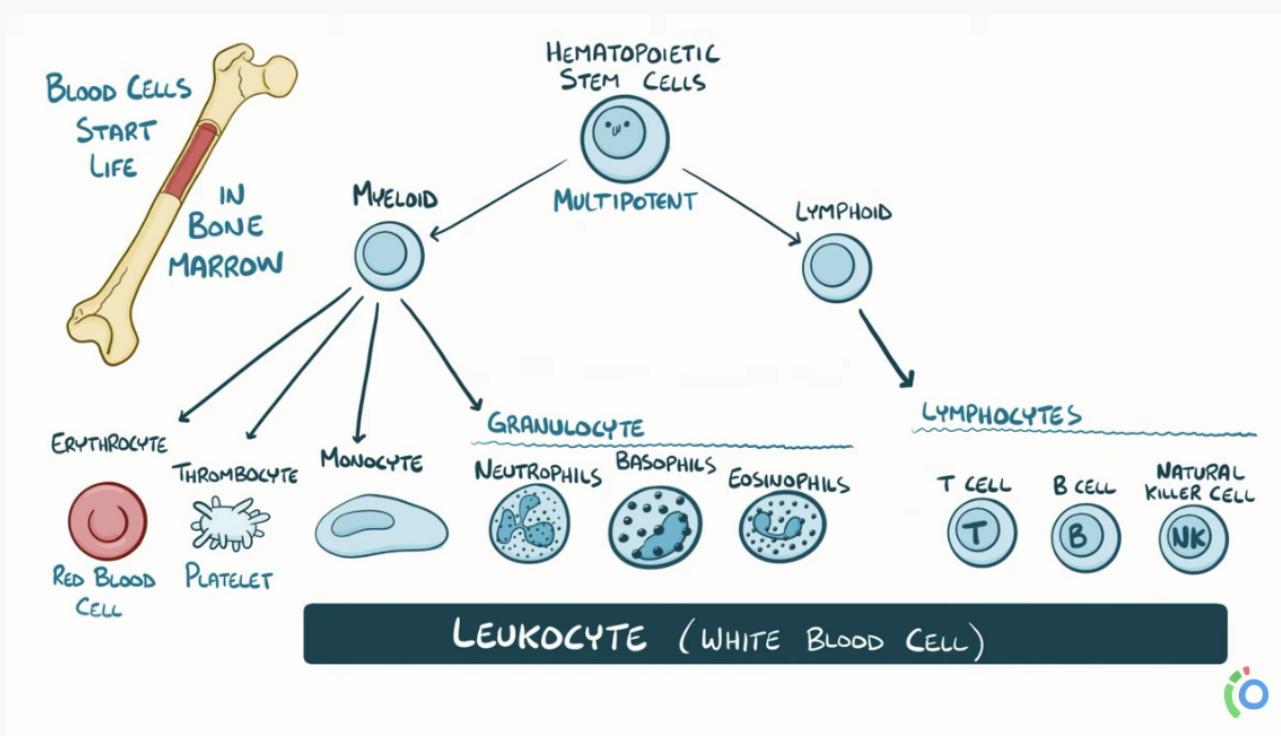 BLOOD CELLS
START
LIFE
IN
BONE
MARROW
HEMATOPOIETIC
STEM CELLS
MULTIPOTENT
MYELOID
LYMPHOID
ERYTHROCYTE
RED BLOOD
CELL
THROMBOCYTE
PLATELET
MONOCYTE
GRANULOCYTE
NEUTROPHILS
BASOPHILS
EOSINOPHILS
LYMPHOCYTES
T CELL
T
B CELL
B
NATURAL
KILLER CELL
NK
LEUKOCYTE (WHITE BLOOD CELL)